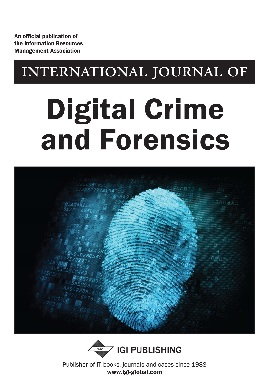 An official publication of
the Information Resources
Management Association
INTERNATIONAL JOURNAL OF
Digital Crime
and Forensics
IGI PUBLISHING
Publisher of IT books, journals and cases since 1988
www.igi-global.com